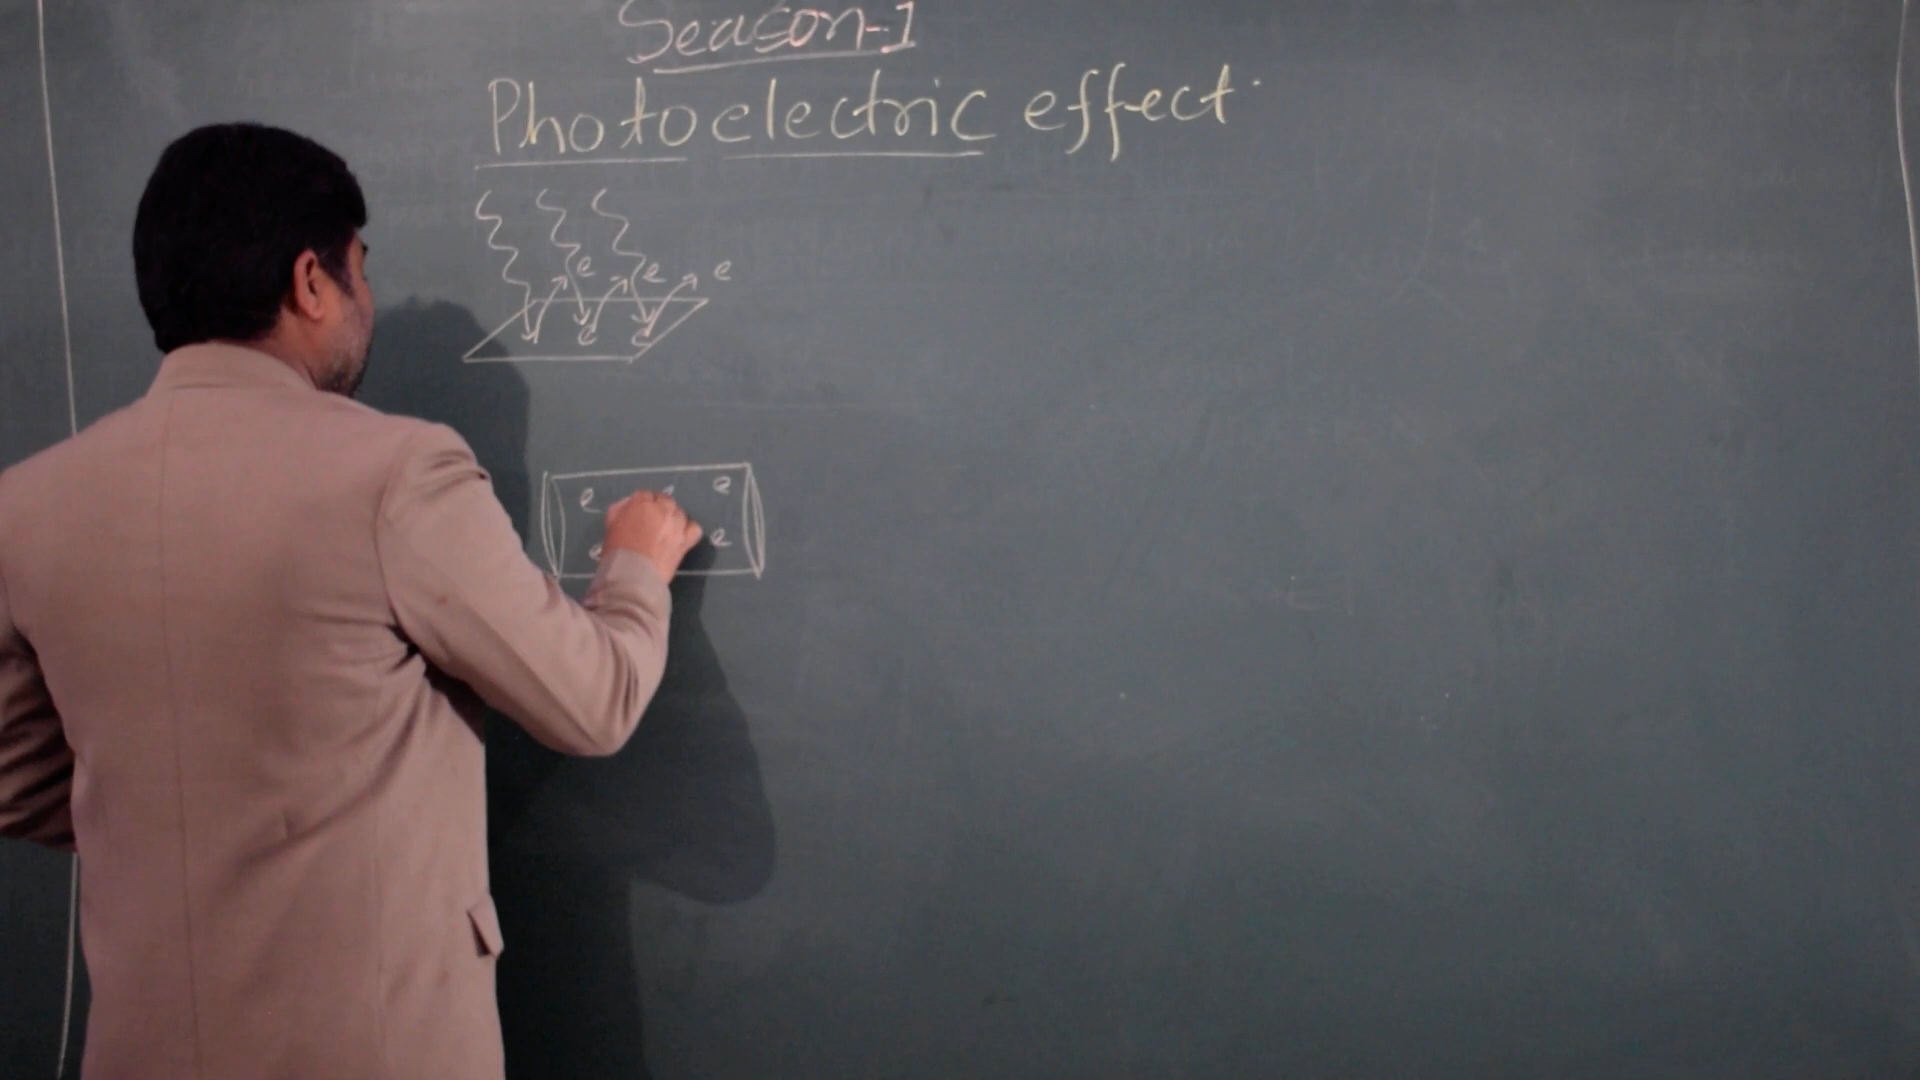 Season-1
Photoelectric effect.
e e e
e e
e e
e e